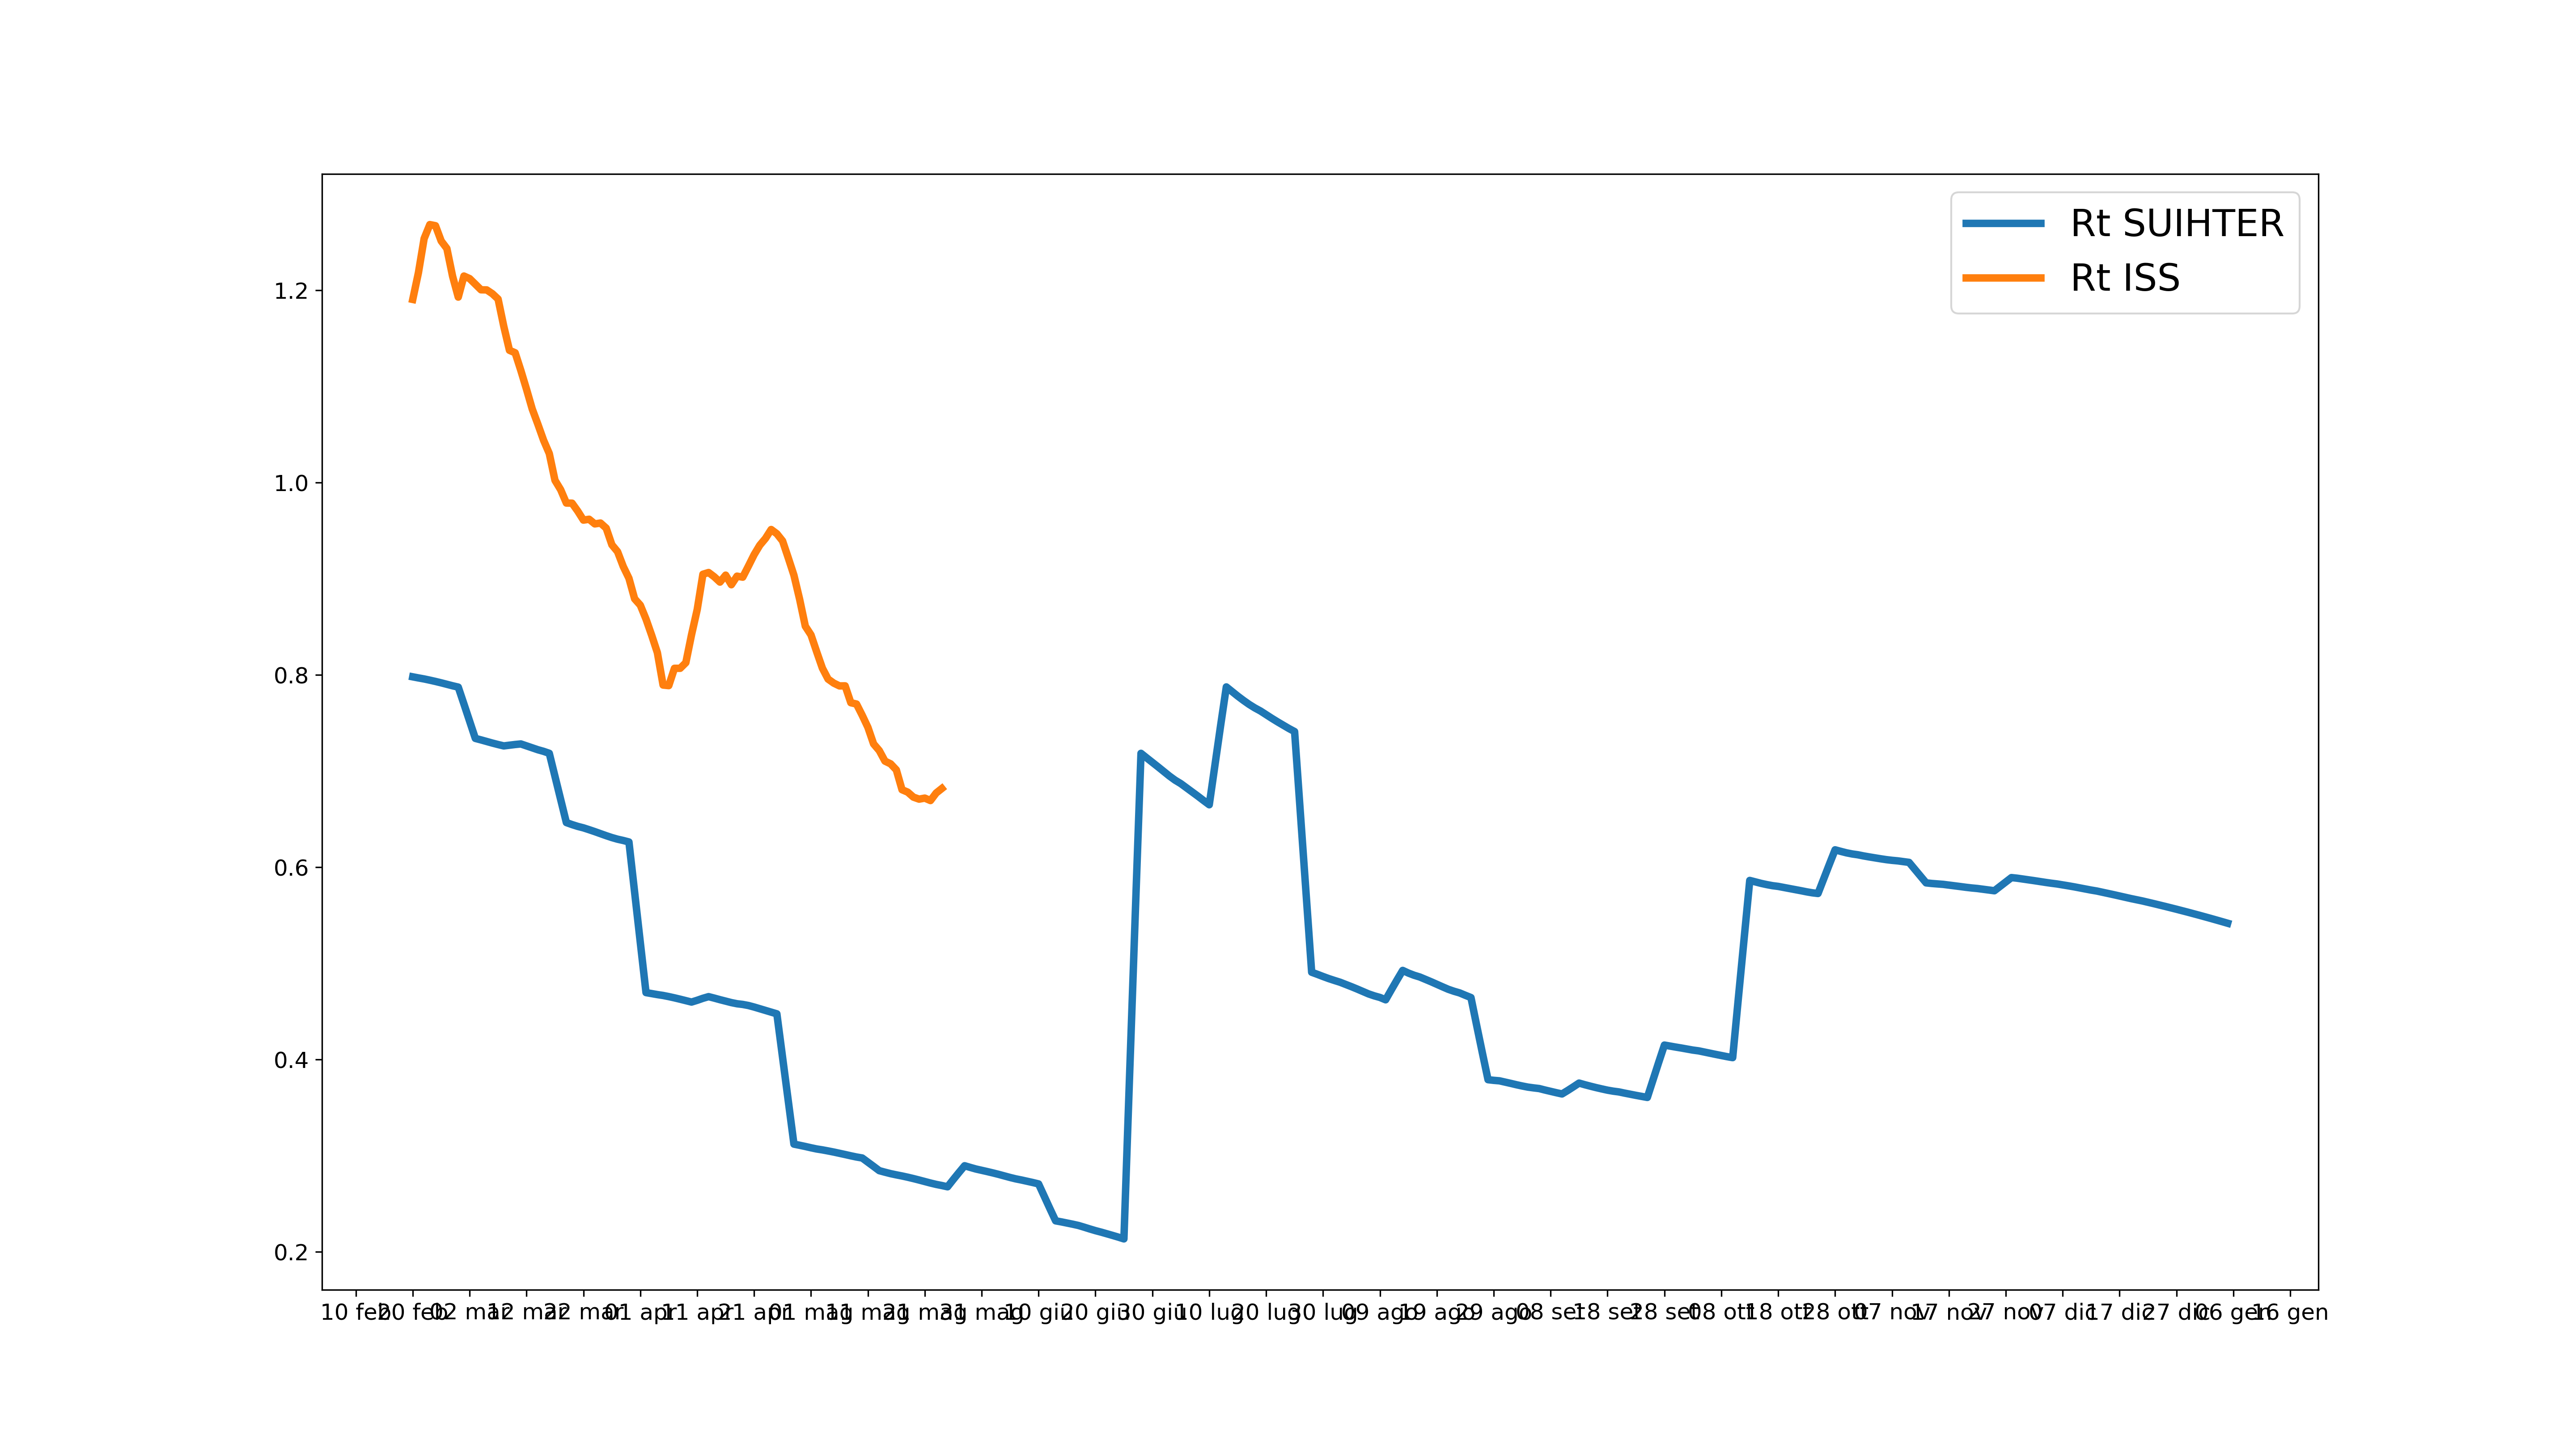 Rt SUIHTER
Rt ISS
1.2
1.0
0.8
0.6
0.4
0.2
10 feb 20 feb 02 mar 12 mar 22 mar 01 apr 11 apr 21 apr 01 mag 11 mag 21 mag 31 mag 10 giu 20 giu 30 giu 10 lug 20 lug 30 lug 09 ago 19 ago 29 ago 08 set 18 set 28 set 08 ott 18 ott 28 ott 07 nov 17 nov 27 nov 07 dic 17 dic 27 dic 06 gen 16 gen